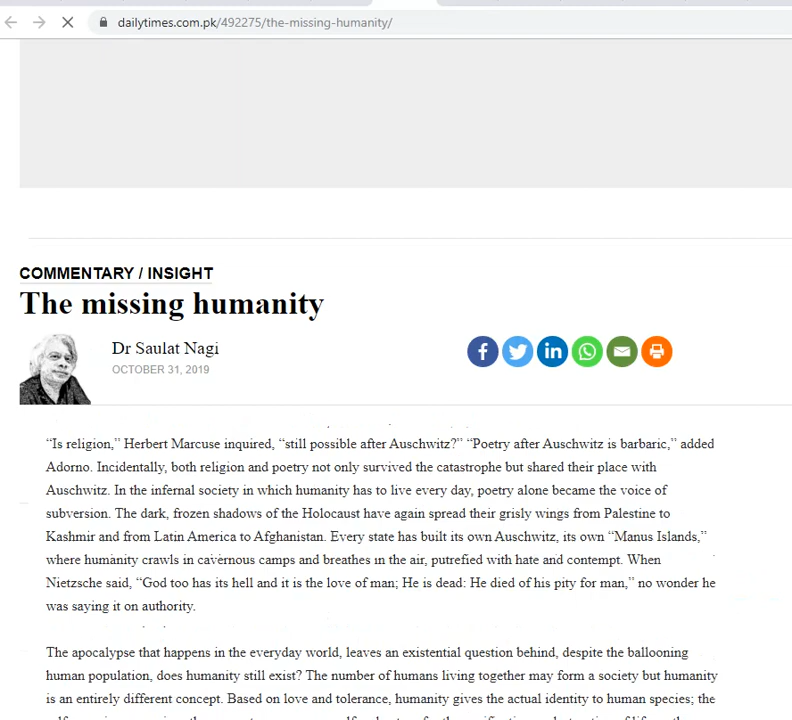 dailytimes.com.pk/492275/the-missing-humanity/
COMMENTARY / INSIGHT
The missing humanity
Dr Saulat Nagi
OCTOBER 31, 2019
“Is religion,” Herbert Marcuse inquired, “still possible after Auschwitz?” “Poetry after Auschwitz is barbaric,” added
Adorno. Incidentally, both religion and poetry not only survived the catastrophe but shared their place with
Auschwitz. In the infernal society in which humanity has to live every day, poetry alone became the voice of
subversion. The dark, frozen shadows of the Holocaust have again spread their grisly wings from Palestine to
Kashmir and from Latin America to Afghanistan. Every state has built its own Auschwitz, its own “Manus Islands,”
where humanity crawls in cavernous camps and breathes in the air, putrefied with hate and contempt. When
Nietzsche said, “God too has its hell and it is the love of man; He is dead: He died of his pity for man,” no wonder he
was saying it on authority.
The apocalypse that happens in the everyday world, leaves an existential question behind, despite the ballooning
human population, does humanity still exist? The number of humans living together may form a society but humanity
is an entirely different concept. Based on love and tolerance, humanity gives the actual identity to human species; the